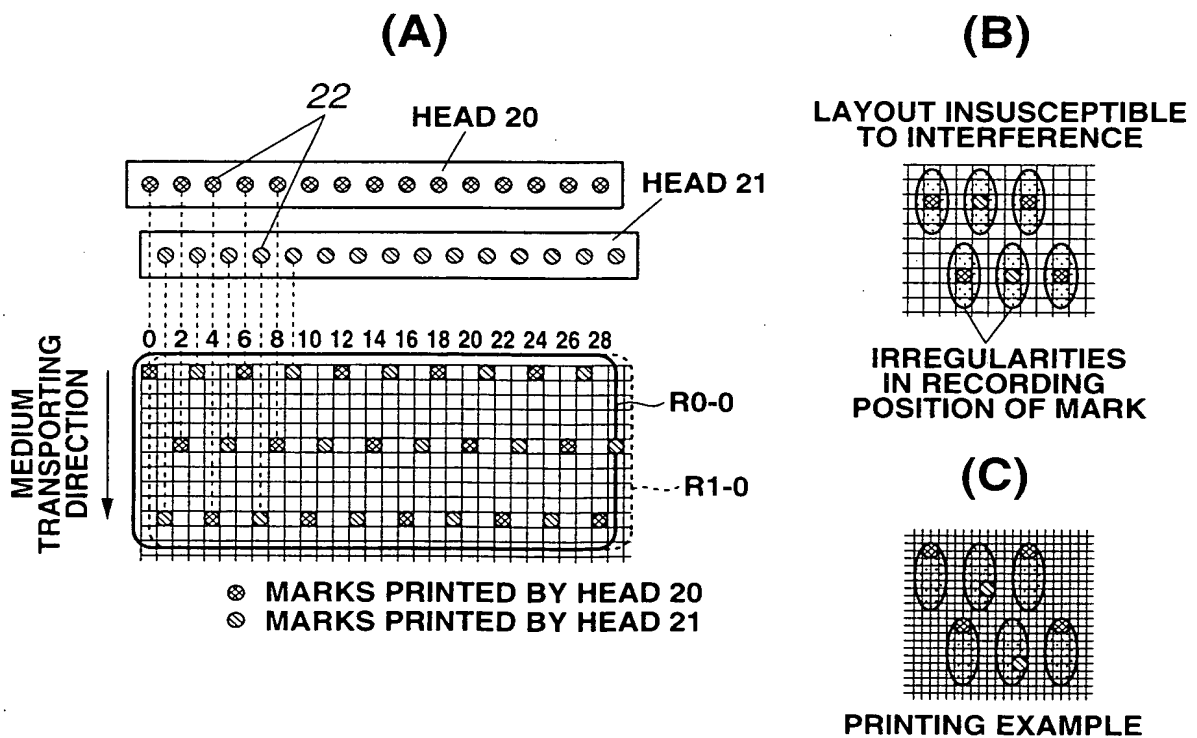 (A)
22
HEAD 20
HEAD 21
0 2 4 6 8 10 12 14 16 18 20 22 24 26 28
MEDIUM
TRANSPORTING
DIRECTION
R0-0
R1-0
MARKS PRINTED BY HEAD 20
MARKS PRINTED BY HEAD 21
(B)
LAYOUT INSUSCEPTIBLE
TO INTERFERENCE
IRREGULARITIES
IN RECORDING
POSITION OF MARK
(C)
PRINTING EXAMPLE